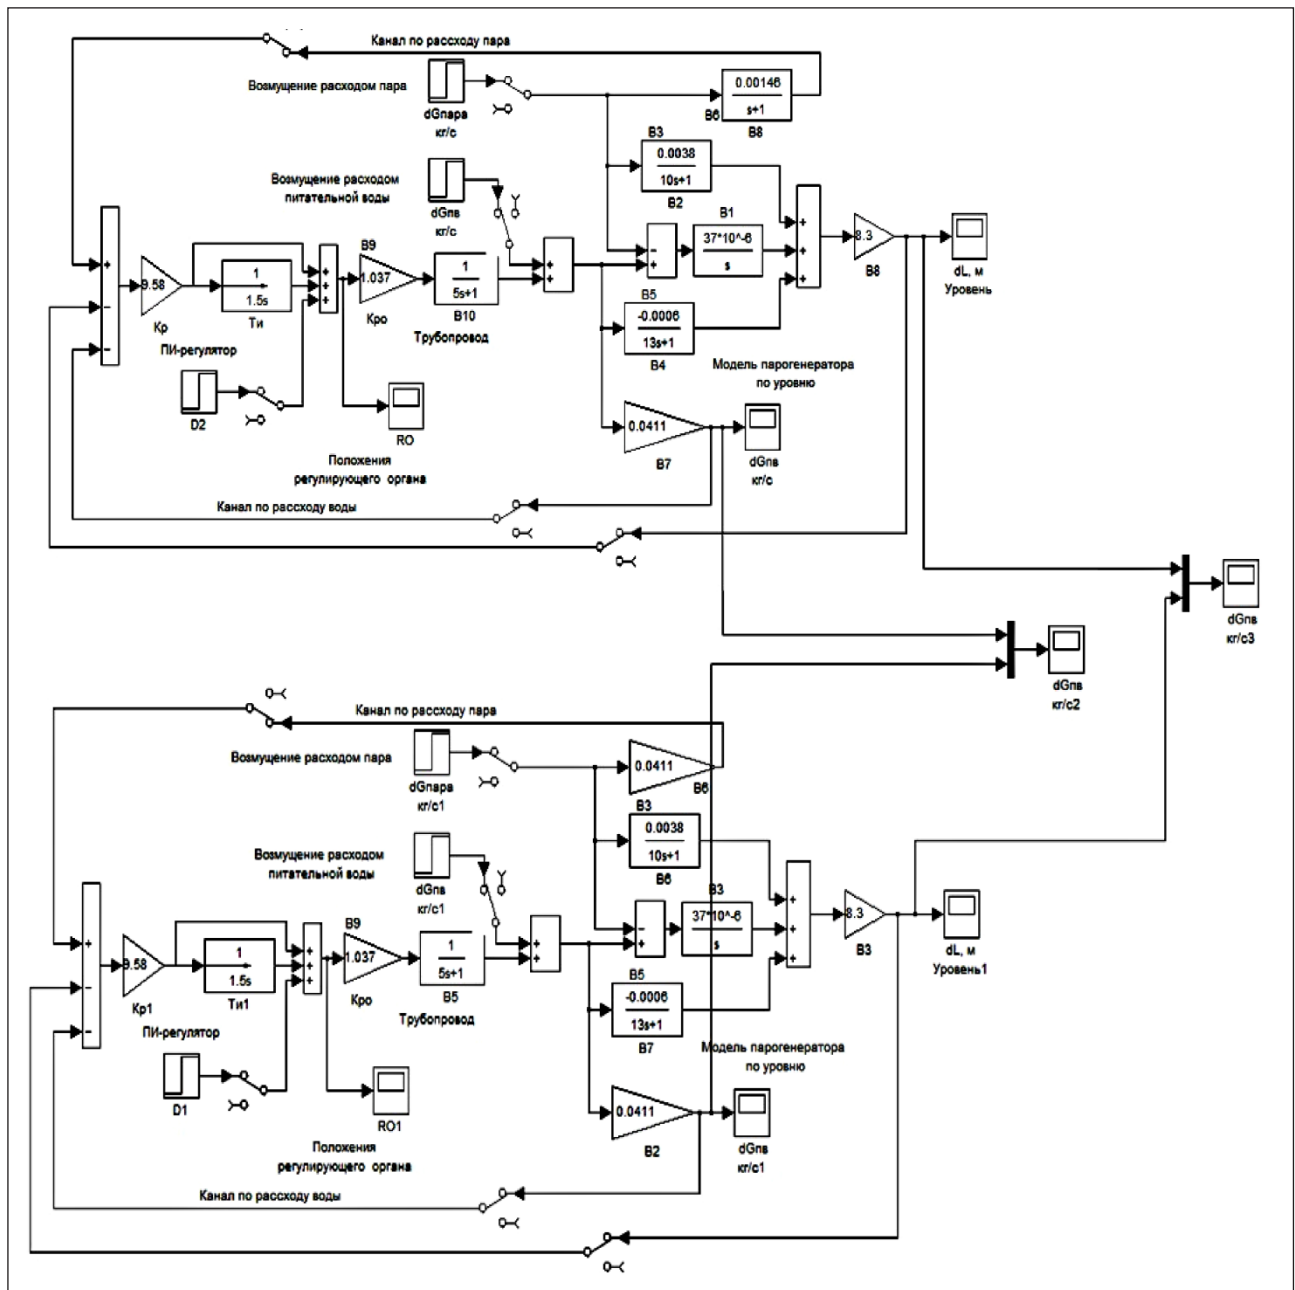 Канал по рассходу пара
Возмущение расходом пара
dGпара
кг/с
0.00146
s+1
B6
B8
B3
0.0038
10s+1
B2
Возмущение расходом
питательной воды
dGпв
кг/с
B1
37*10^-6
s
8.3
B8
dL, м
Уровень
9.58
Кр
1
1.5s
Ти
ПИ-регулятор
B9
1.037
Кро
1
5s+1
B10
Трубопровод
B5
-0.0006
13s+1
B4
Модель парогенератора
по уровню
D2
RO
Положения
регулирующего органа
0.0411
B7
dGпв
кг/с
Канал по рассходу воды
dGпв
кг/с3
dGпв
кг/с2
Канал по рассходу пара
Возмущение расходом пара
dGпара
кг/с1
0.0411
B6
B3
0.0038
10s+1
B6
Возмущение расходом
питательной воды
dGпв
кг/с1
B3
37*10^-6
s
8.3
B3
dL, м
Уровень1
9.58
Кр1
1
1.5s
Ти1
ПИ-регулятор
B9
1.037
Кро
1
5s+1
B5
Трубопровод
B5
-0.0006
13s+1
B7
Модель парогенератора
по уровню
D1
RO1
Положения
регулирующего органа
0.0411
B2
dGпв
кг/с1
Канал по рассходу воды